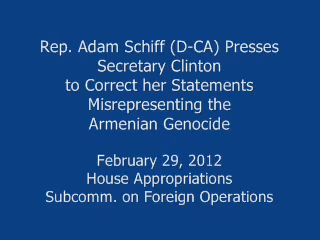 Rep. Adam Schiff (D-CA) Presses
Secretary Clinton
to Correct her Statements
Misrepresenting the
Armenian Genocide
February 29, 2012
House Appropriations
Subcomm. on Foreign Operations